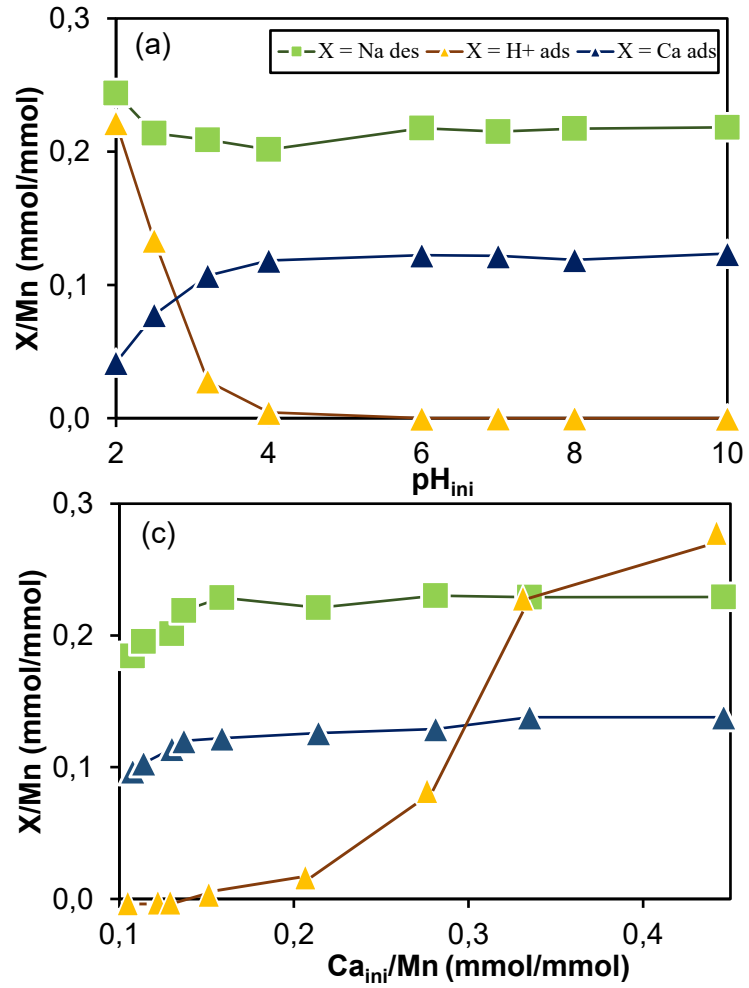 0,3
(a)
X = Na des X = H+ ads X = Ca ads
0,2
0,1
0,0
X/Mn (mmol/mmol)
2 4 6 8 10
pHini
0,3
(c)
0,2
0,1
0,0
X/Mn (mmol/mmol)
0,1 0,2 0,3 0,4
Caini/Mn (mmol/mmol)